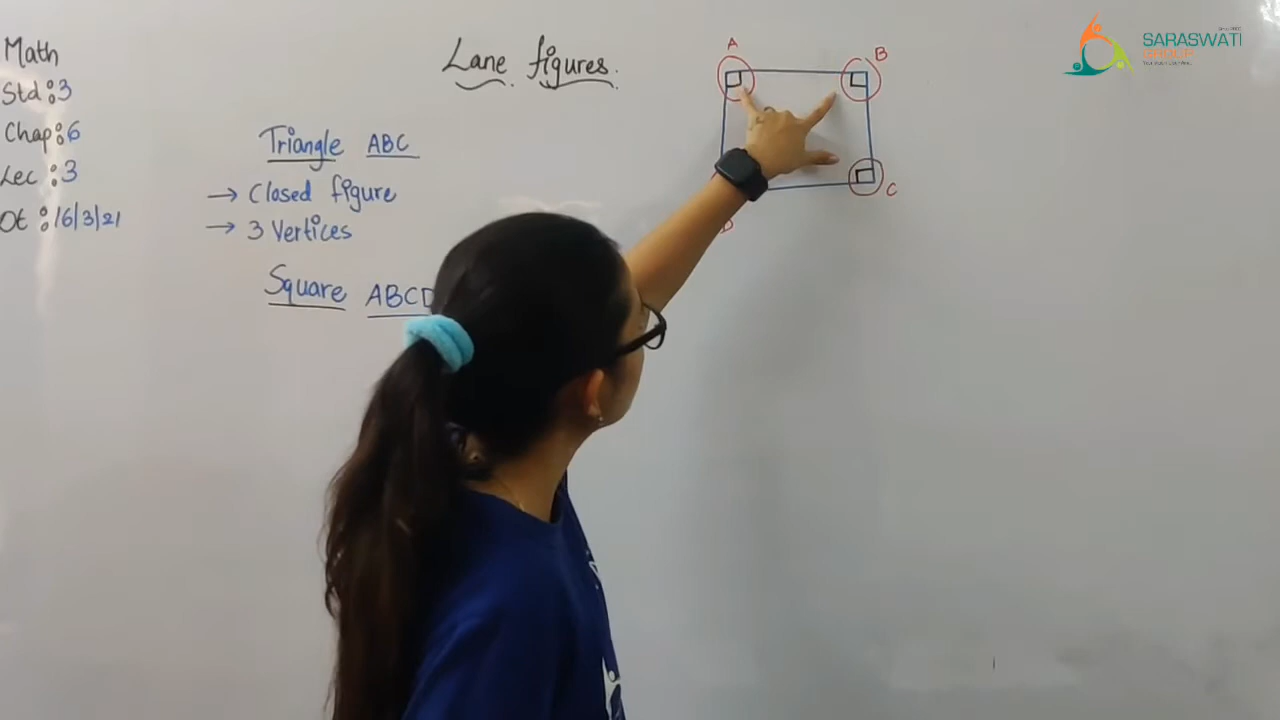 Math
Std : 3
Chap : 6
Lec : 3
Dt : 16/3/21
Lane figures.
Triangle ABC
→ Closed figure
→ 3 Vertices
Square ABCD
A
B
C
D
SARASWATI